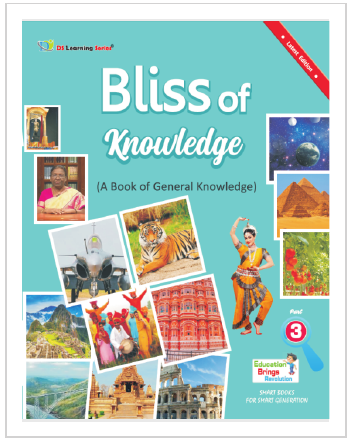 DS Learning Series®
Latest Edition
Bliss of
Knowledge
(A Book of General Knowledge)
Part
3
Education
Brings
Revolution
SMART BOOKS
FOR SMART GENERATION